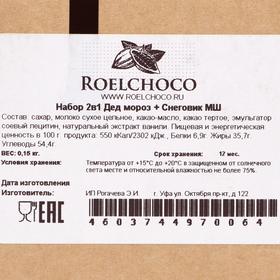 ROELCHOCO
WWW.ROELCHOCO.RU
Набор 2в1 Дед мороз + Снеговик МШ
Состав сахар, молоко сухое цельное, какао-масло, какао тертое, эмульгатор
соевый лецитин, натуральный экстракт ванили. Пищевая и энергетическая
ценность в 100 г. продукта: 550 кКал/2302 кДж , Белки 6,9г. Жиры 35,7г.
Углеводы 54,4г
ВЕС: 0,15 кг. Срок хранения: 12 мес.
Условия хранения: Температура от +15°С до +20°С в защищенном от солнечного
света месте и относительной влажности не более 75%.
Дата изготовления
Изготовитель: ИП Рогачева Э.И. г. Уфа ул. Октября пр-кт, д.122
EAC
4603744970064